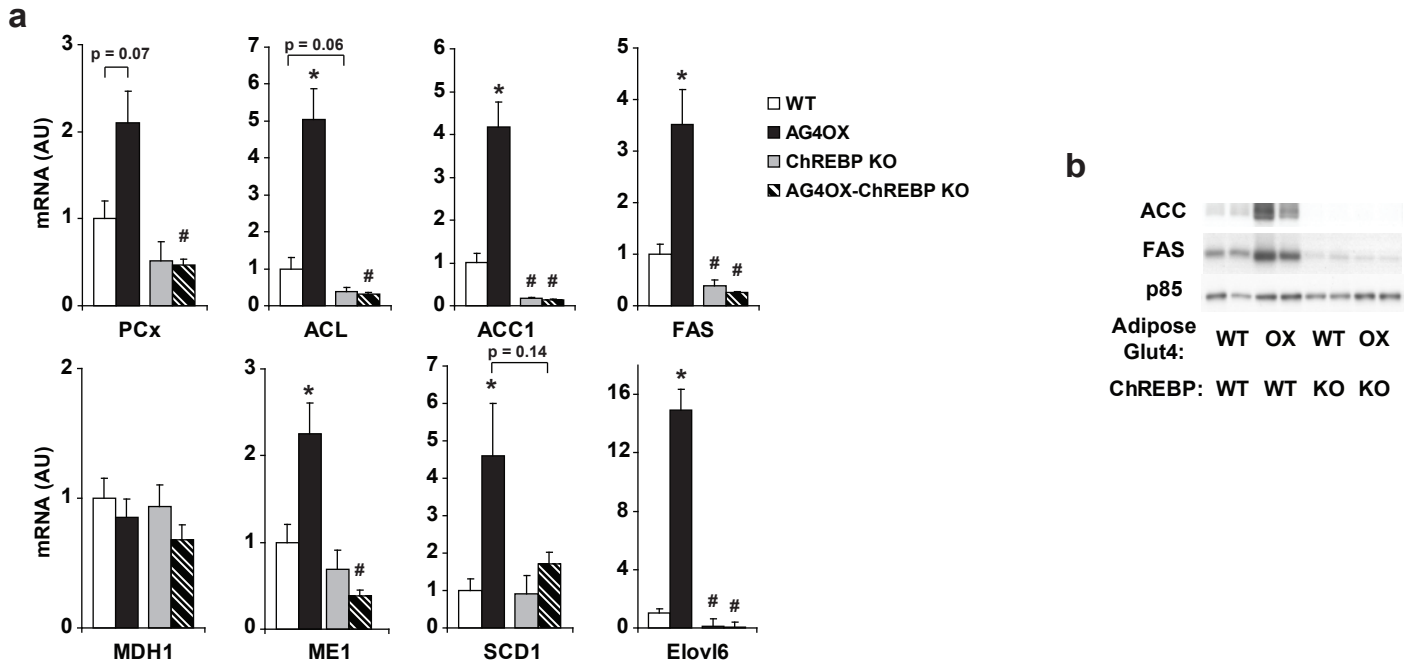 a
mRNA (AU)
3
2
1
0
p = 0.07
#
PCx
7
6
5
4
3
2
1
0
p = 0.06
*
#
ACL
6
5
4
3
2
1
0
*
# #
ACC1
5
4
3
2
1
0
*
# #
FAS
WT
AG4OX
ChREBP KO
AG4OX-ChREBP KO
mRNA (AU)
2
1
0
MDH1
3
2
1
0
*
#
ME1
7
6
5
4
3
2
1
0
p = 0.14
*
SCD1
16
12
8
4
0
*
# #
Elovl6
b
ACC
FAS
p85
Adipose
Glut4: WT OX WT OX
ChREBP: WT WT KO KO